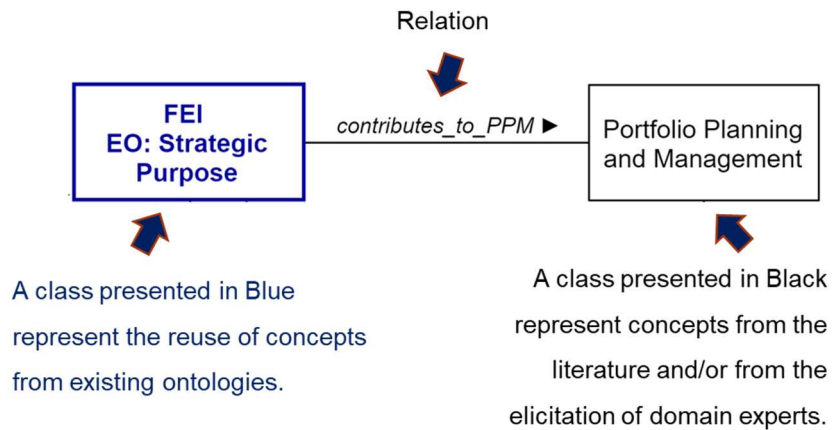 Relation
FEI
EO: Strategic
Purpose
contributes_to_PPM ►
Portfolio Planning
and Management
A class presented in Blue
represent the reuse of concepts
from existing ontologies.
A class presented in Black
represent concepts from the
literature and/or from the
elicitation of domain experts.